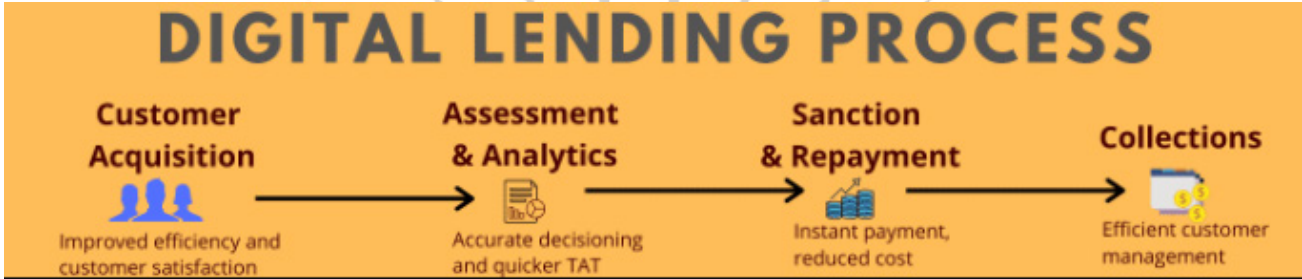 DIGITAL LENDING PROCESS
Customer
Acquisition
Improved efficiency and
customer satisfaction
Assessment
& Analytics
Accurate decisioning
and quicker TAT
Sanction
& Repayment
Instant payment,
reduced cost
Collections
Efficient customer
management